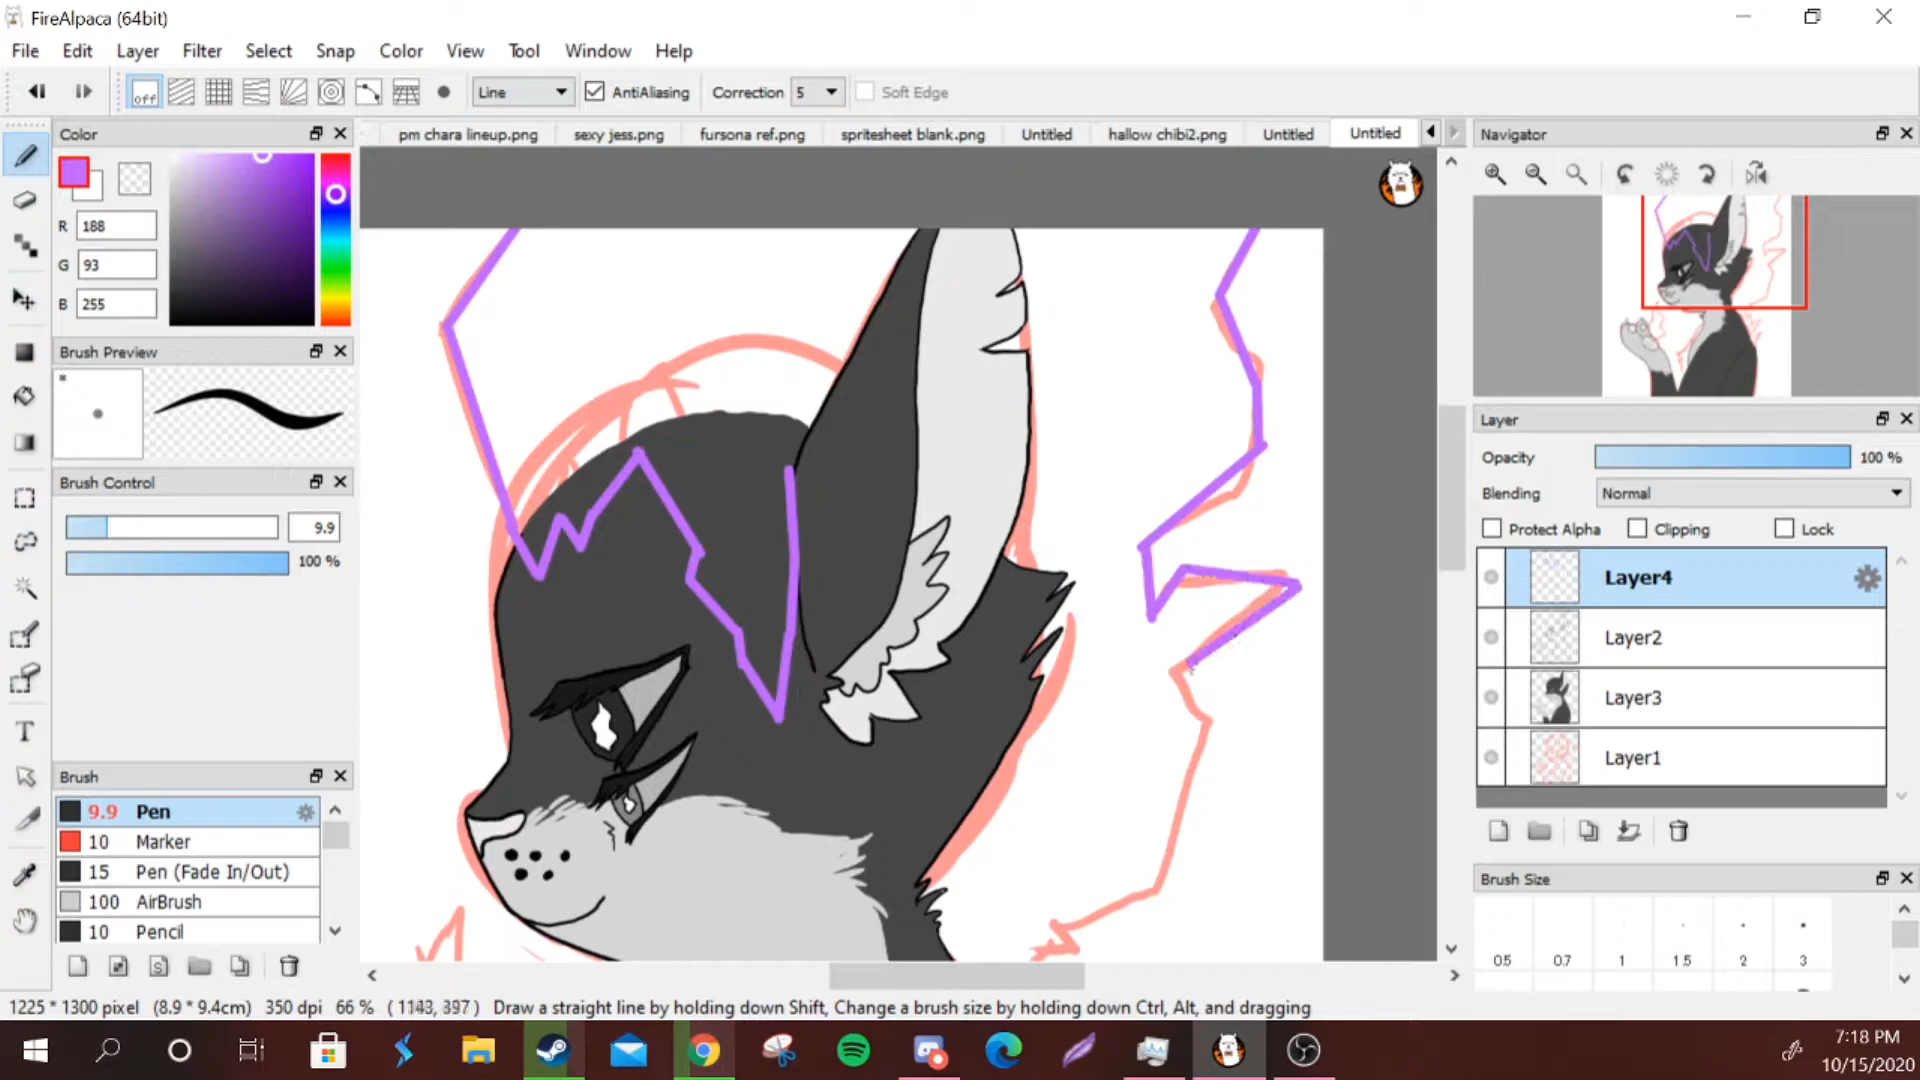 FireAlpaca (64bit)
File Edit Layer Filter Select Snap Color View Tool Window Help
off Line AntiAliasing Correction 5 Soft Edge
Color
pm chara lineup.png sexy jess.png fursona ref.png spritesheet blank.png Untitled hallow chibi2.png Untitled Untitled
Navigator
R 188
G 93
B 255
Brush Preview
*
Layer
Opacity 100 %
Brush Control
Blending Normal
9.9
Protect Alpha Clipping Lock
100 %
Layer4
Layer2
Layer3
Layer1
Brush
9.9 Pen
10 Marker
15 Pen (Fade In/Out)
100 AirBrush
10 Pencil
Brush Size
0.5 0.7 1 1.5 2 3
S
T
1225 * 1300 pixel (8.9 * 9.4cm) 350 dpi 66 % ( 1143, 397 ) Draw a straight line by holding down Shift, Change a brush size by holding down Ctrl, Alt, and dragging
7:18 PM
10/15/2020